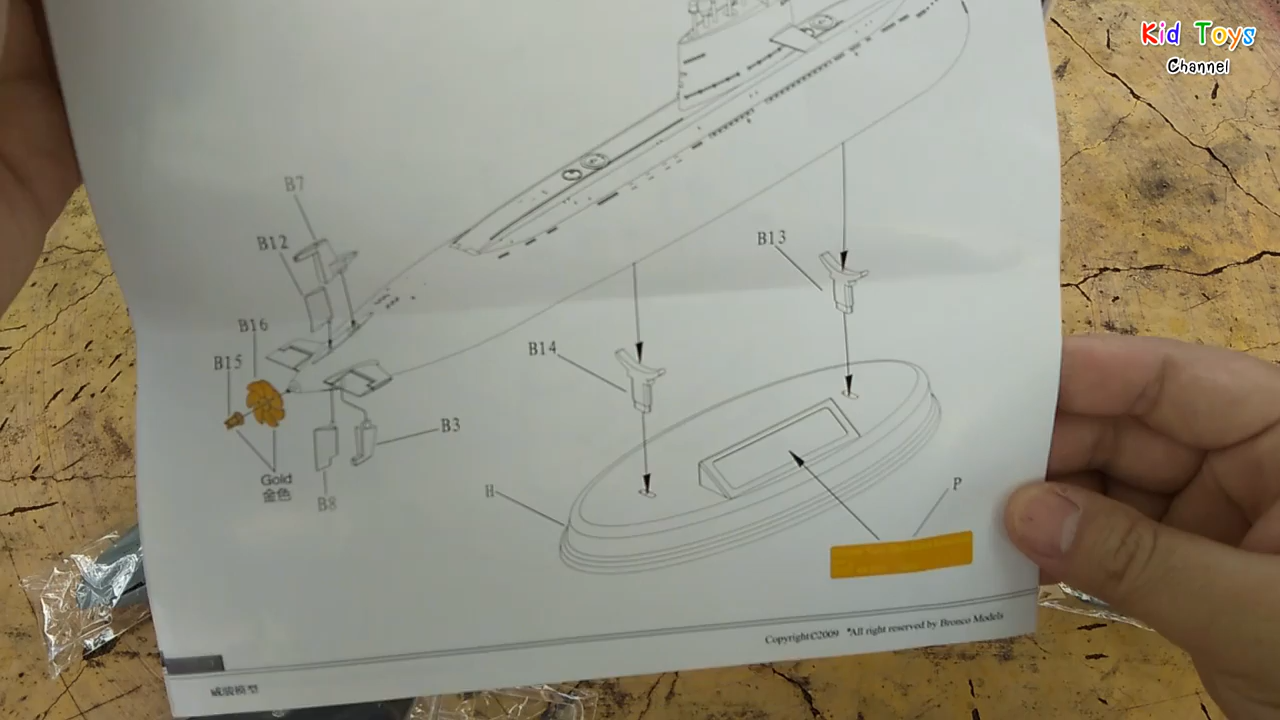 Kid Toys
Channel
B7
B12
B13
B16
B15
B14
B3
Gold
金色
B8
H
P
Copyright©2009 *All right reserved by Bronco Models
威骏模型